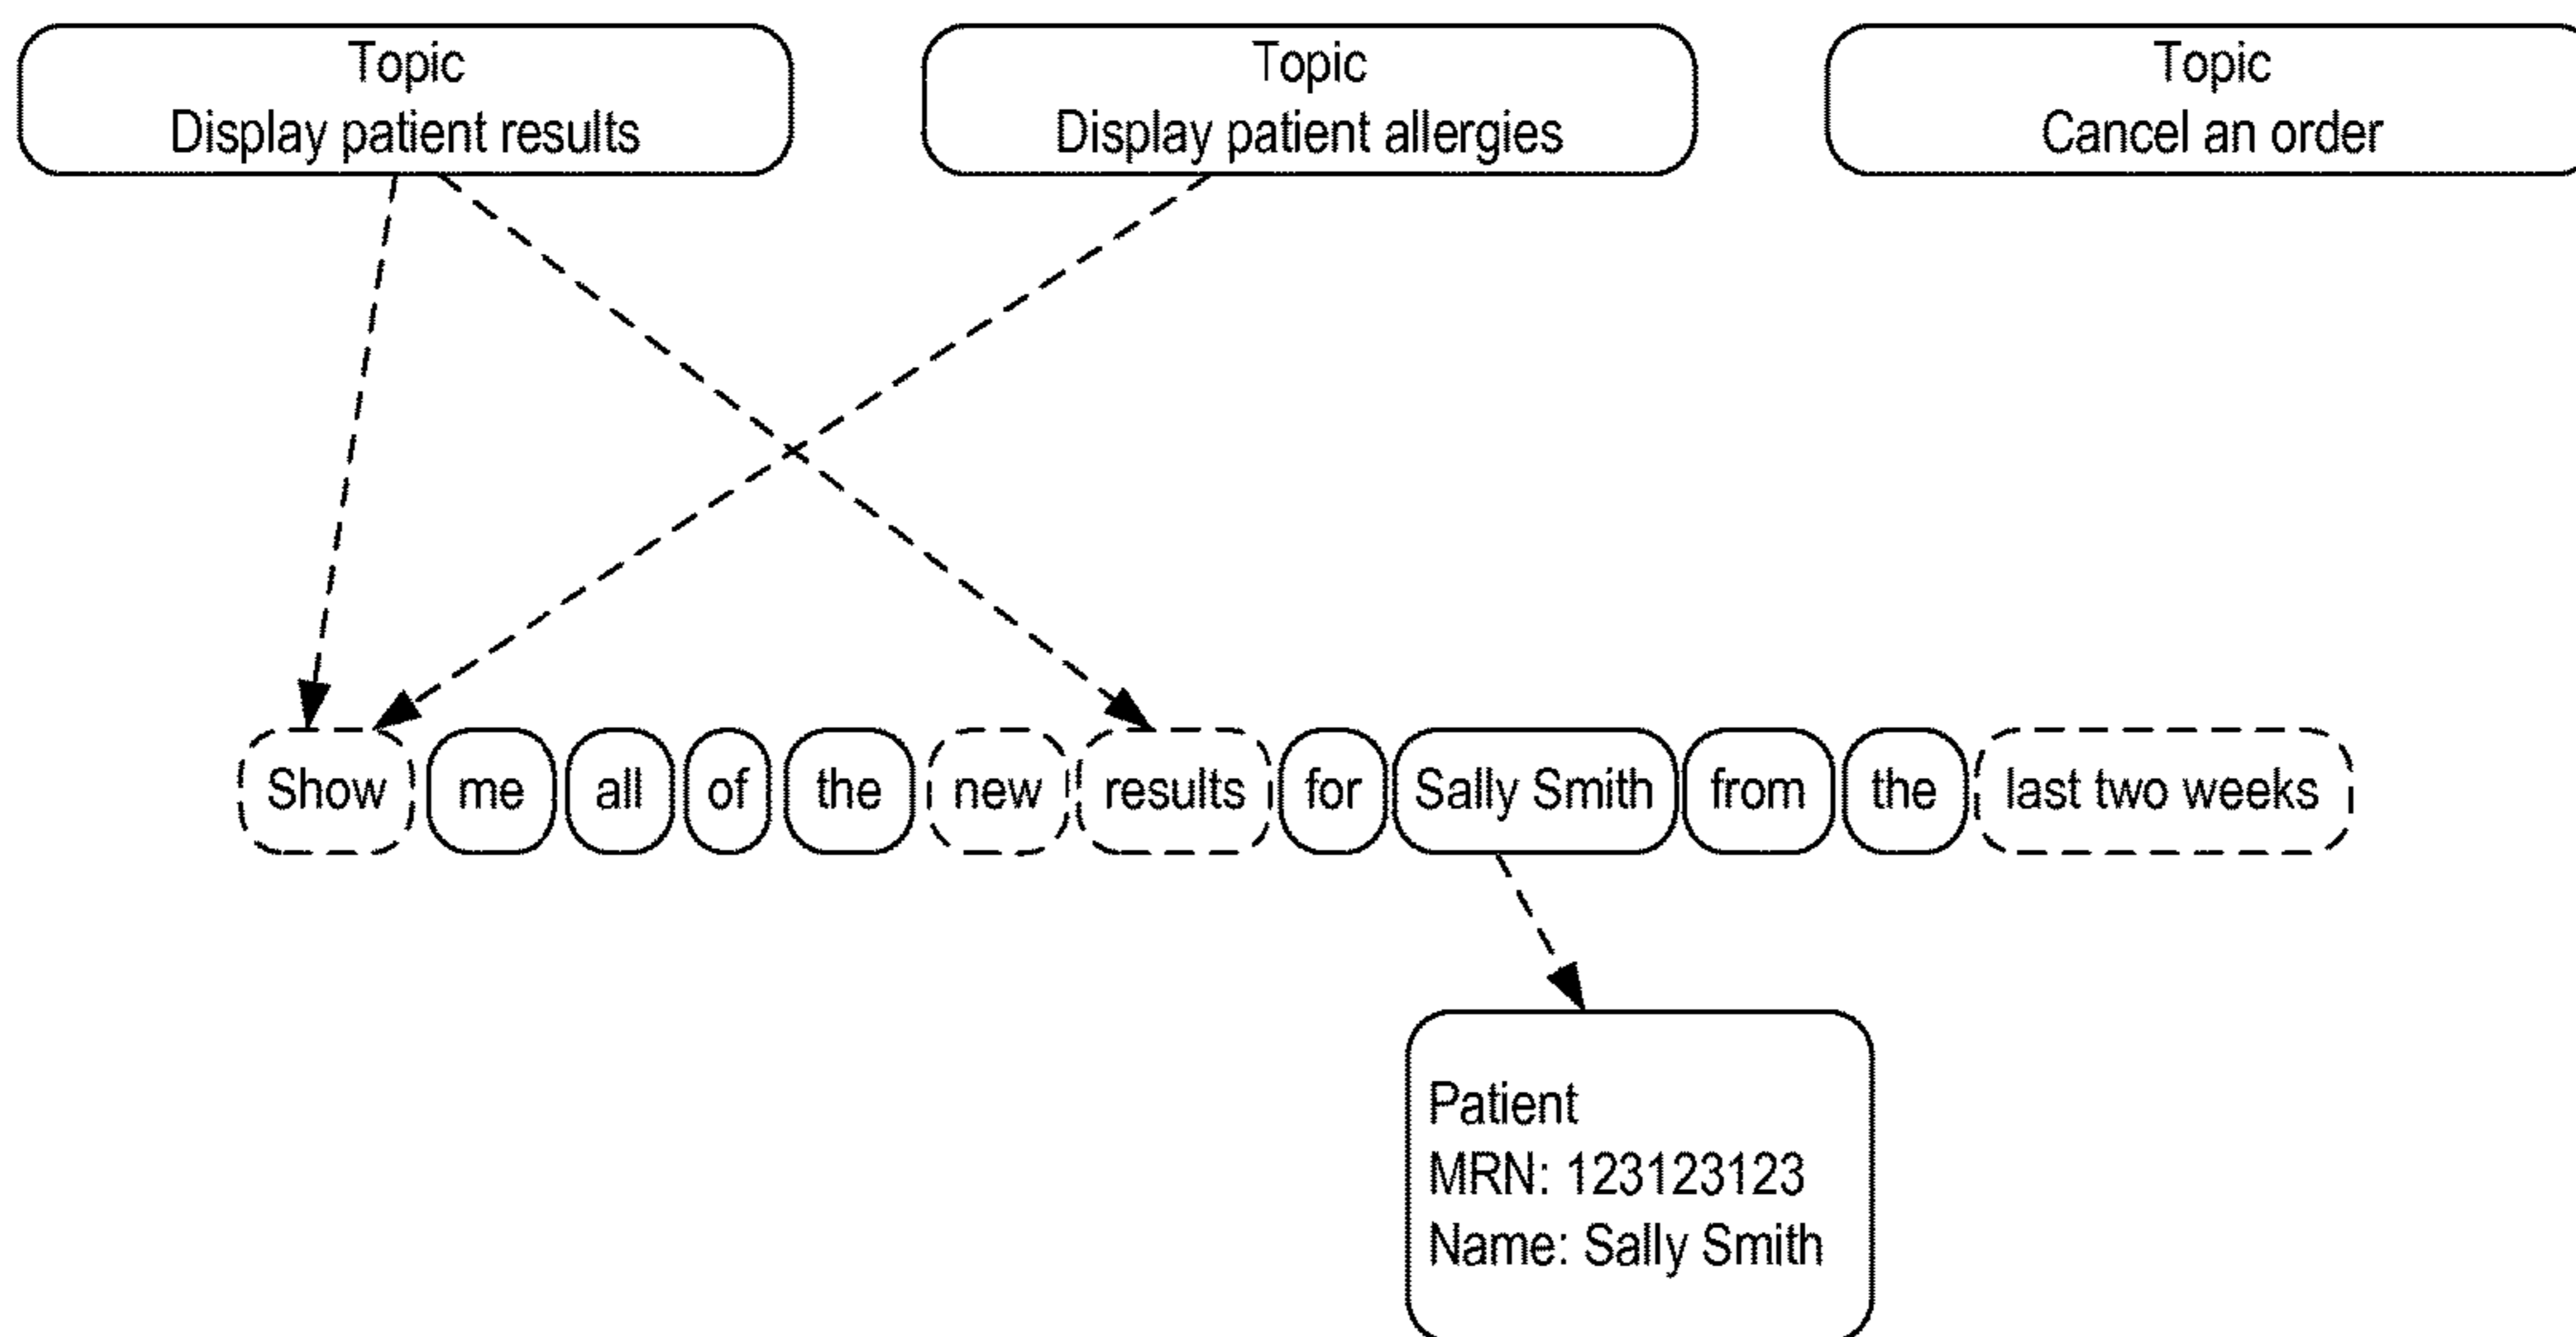 Topic
Display patient results
Topic
Display patient allergies
Topic
Cancel an order
Show me all of the new results for Sally Smith from the last two weeks
Patient
MRN: 123123123
Name: Sally Smith